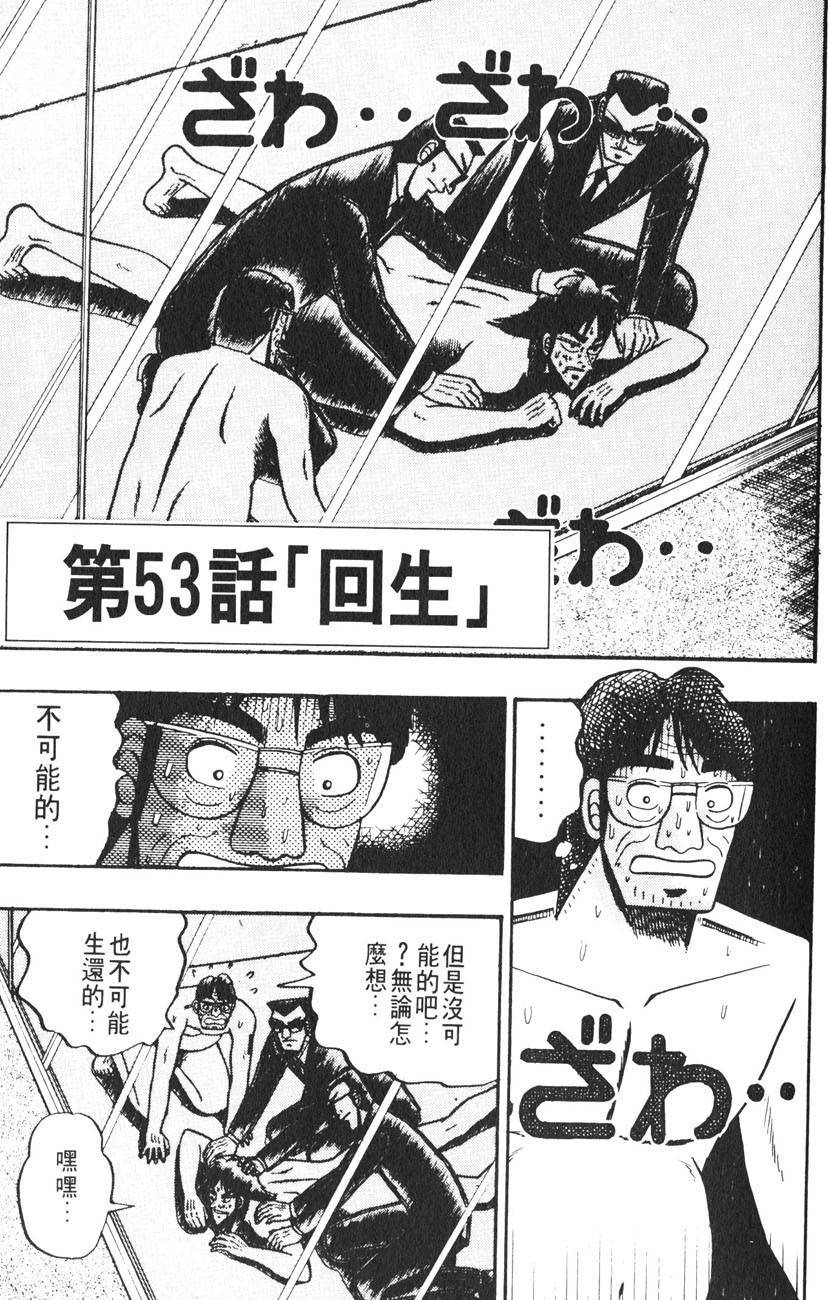 ざわ‥ざわ‥
ざわ‥
第53話「回生」
………
ざわ‥
不可能的…
但是沒可
能的吧…
？無論怎
麼想…
也不可能
生還的…
嘿嘿…